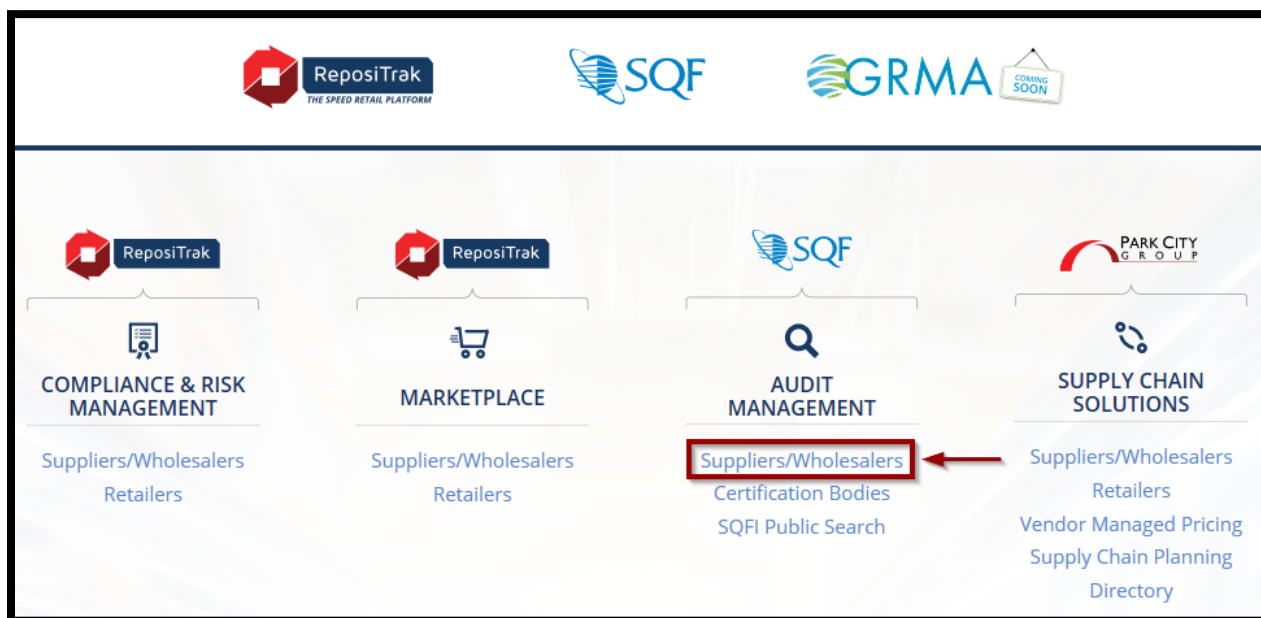 ReposiTrak
THE SPEED RETAIL PLATFORM
SQF
GRMA
COMING
SOON
ReposiTrak
COMPLIANCE & RISK
MANAGEMENT
Suppliers/Wholesalers
Retailers
ReposiTrak
MARKETPLACE
Suppliers/Wholesalers
Retailers
SQF
AUDIT
MANAGEMENT
Suppliers/Wholesalers
Certification Bodies
SQFI Public Search
PARK CITY
GROUP
SUPPLY CHAIN
SOLUTIONS
Suppliers/Wholesalers
Retailers
Vendor Managed Pricing
Supply Chain Planning
Directory